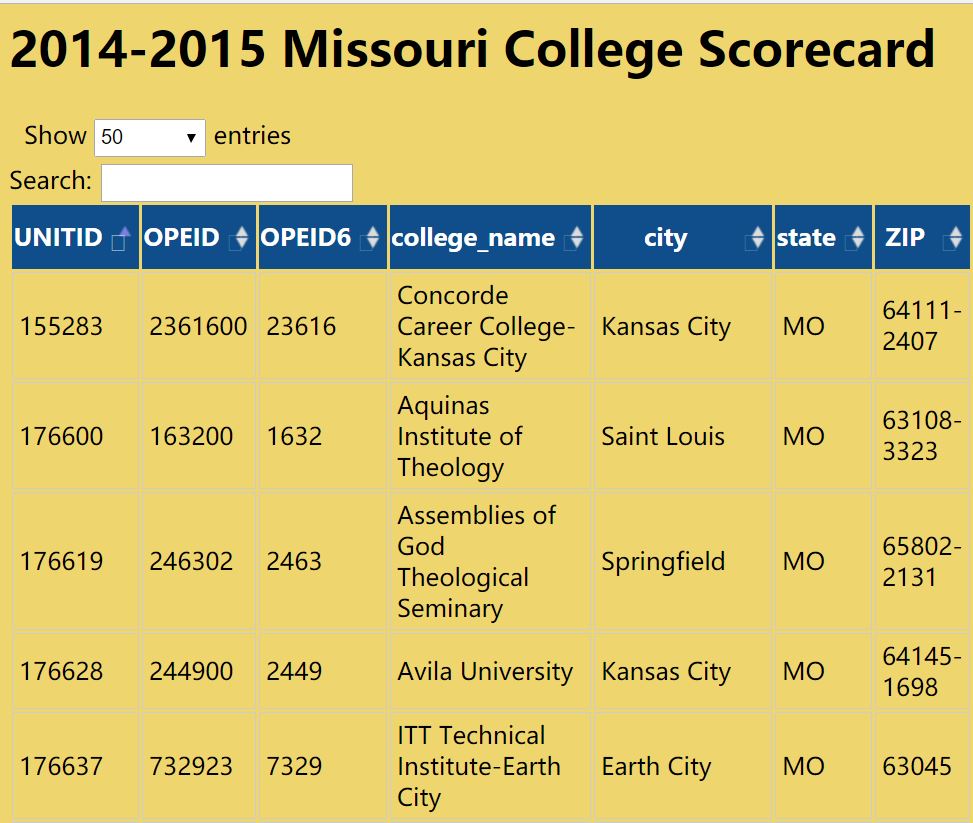 2014-2015 Missouri College Scorecard
Show 50 entries
Search:
UNITID OPEID OPEID6 college_name city state ZIP
155283 2361600 23616 Concorde Career College-Kansas City Kansas City MO 64111-2407
176600 163200 1632 Aquinas Institute of Theology Saint Louis MO 63108-3323
176619 246302 2463 Assemblies of God Theological Seminary Springfield MO 65802-2131
176628 244900 2449 Avila University Kansas City MO 64145-1698
176637 732923 7329 ITT Technical Institute-Earth City Earth City MO 63045